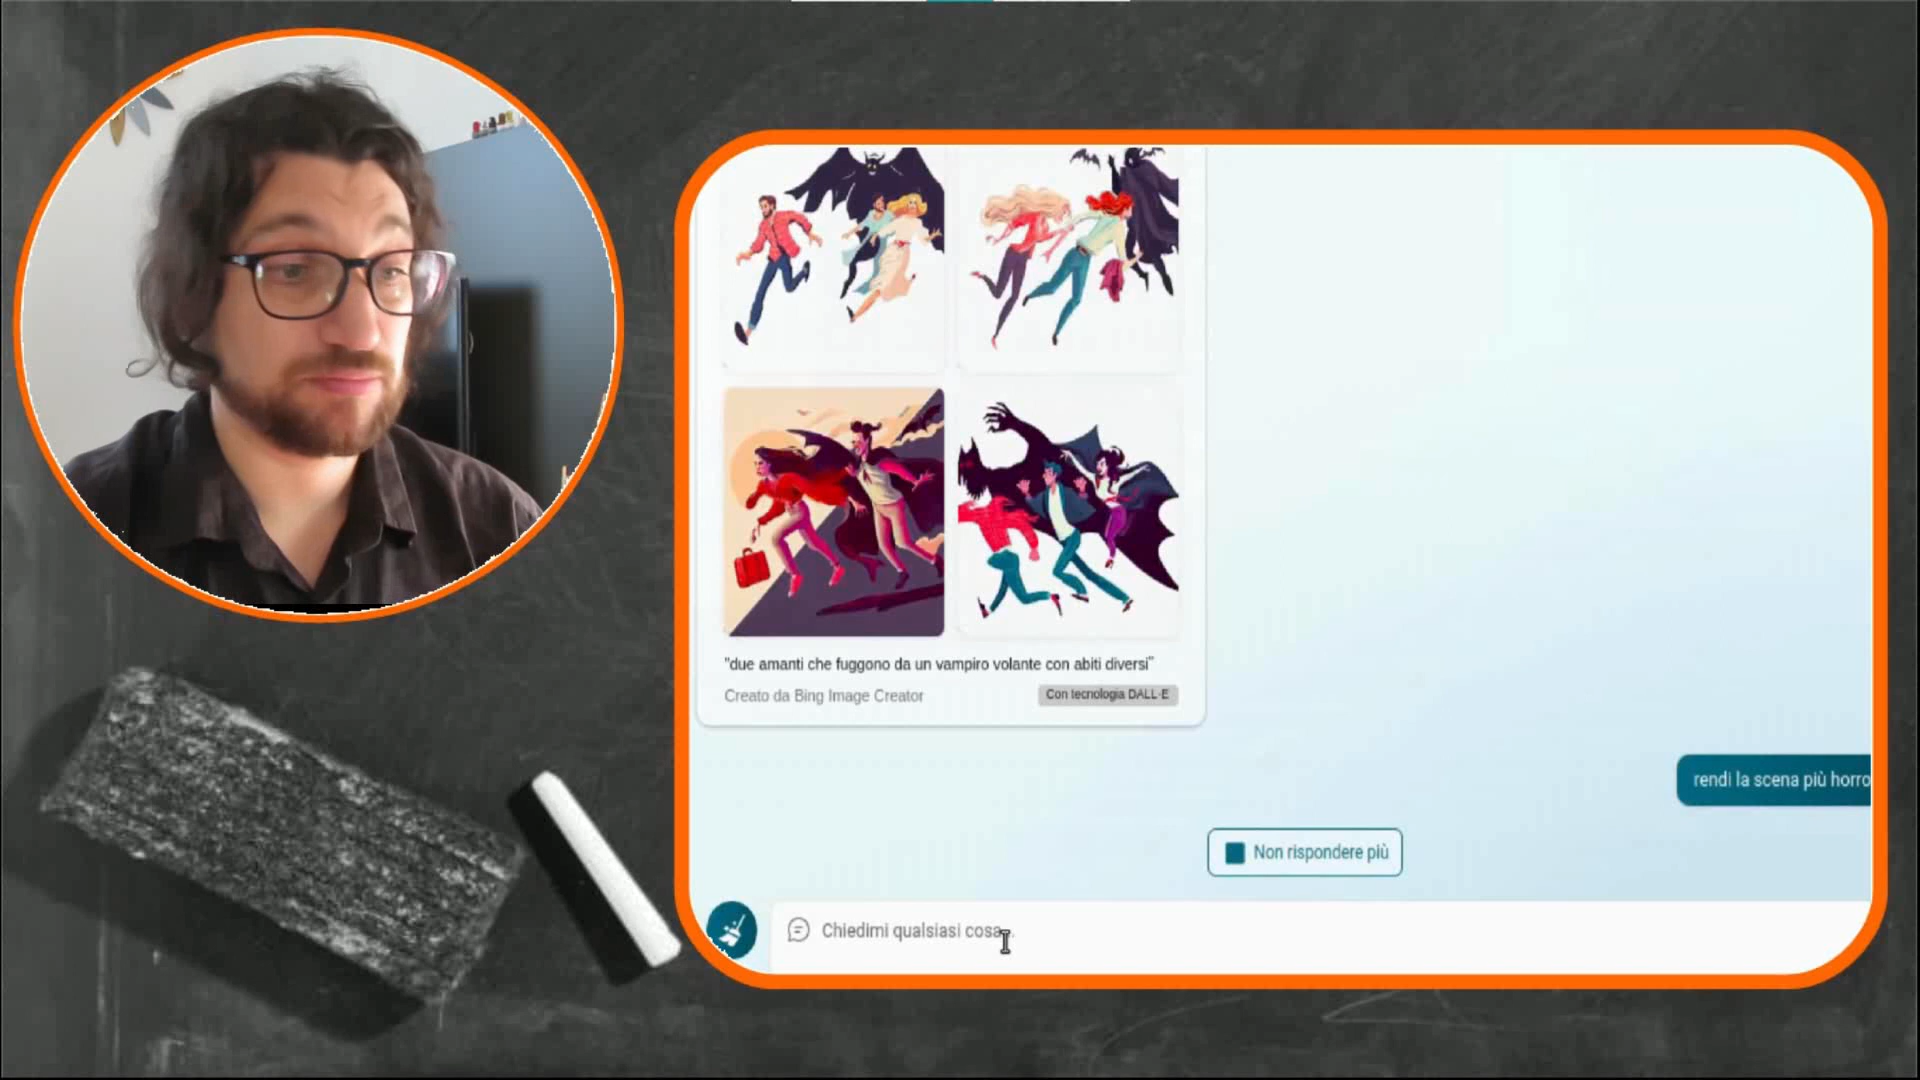 "due amanti che fuggono da un vampiro volante con abiti diversi"
Creato da Bing Image Creator
Con tecnologia DALL·E
rendi la scena più horro
Non rispondere più
Chiedimi qualsiasi cosa...